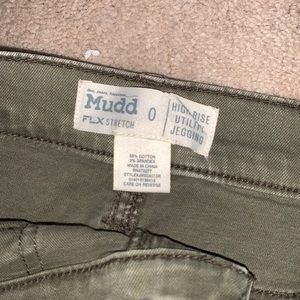 Mudd
FLX STRETCH
0
HIGH RISE
UTILITY
JEGGING
98% COTTON
2% SPANDEX
MADE IN CHINA
CARE ON REVERSE